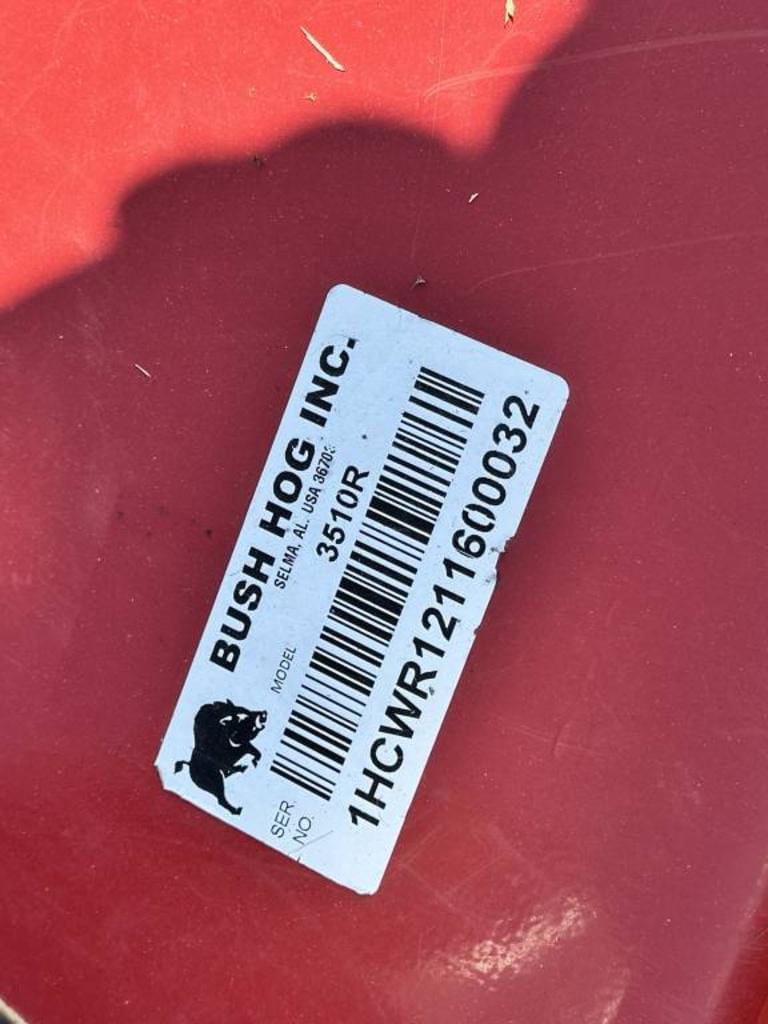 BUSH HOG INC.
SELMA, AL. USA 36703
MODEL 3510R
SER. NO.
1HCWR1211600032